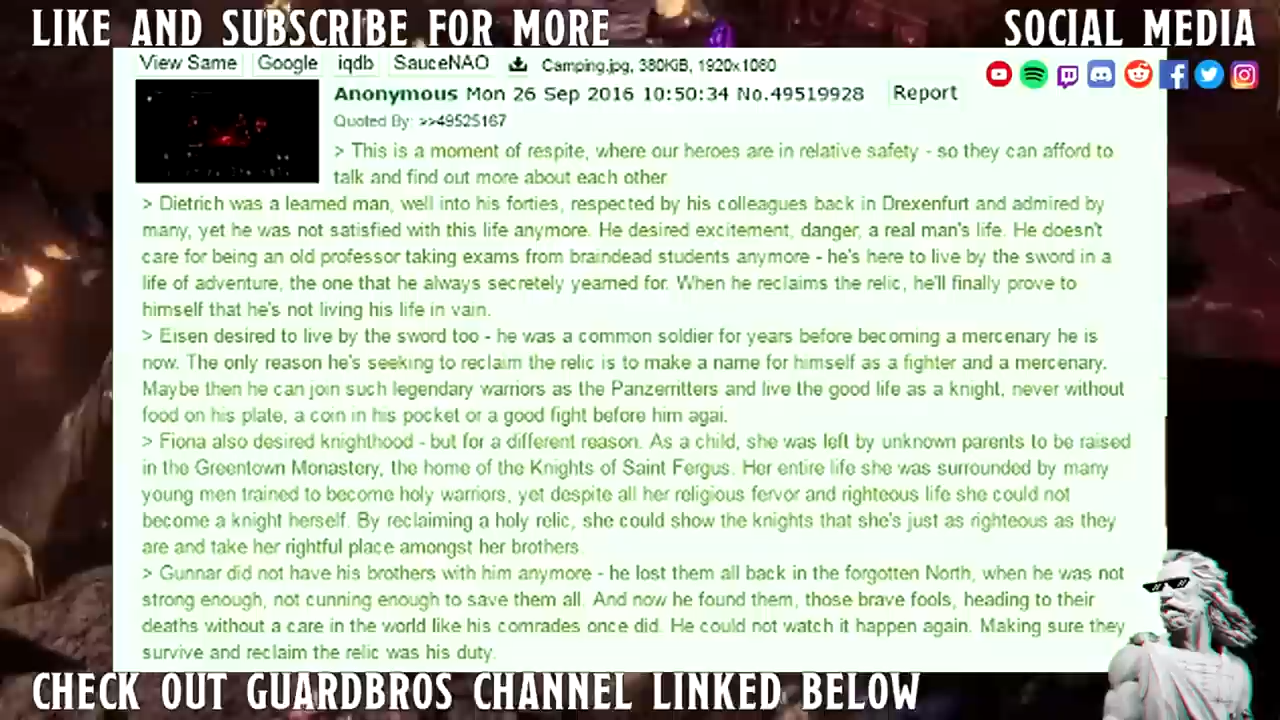 LIKE AND SUBSCRIBE FOR MORE
SOCIAL MEDIA
View Same Google iqdb SauceNAO Camping.jpg, 380KiB, 1920x1080
Anonymous Mon 26 Sep 2016 10:50:34 No.49519928 Report
Quoted By: >>49525167
> This is a moment of respite, where our heroes are in relative safety - so they can afford to
talk and find out more about each other
> Dietrich was a learned man, well into his forties, respected by his colleagues back in Drexenfurt and admired by
many, yet he was not satisfied with this life anymore. He desired excitement, danger, a real man's life. He doesn't
care for being an old professor taking exams from braindead students anymore - he's here to live by the sword in a
life of adventure, the one that he always secretely yearned for. When he reclaims the relic, he'll finally prove to
himself that he's not living his life in vain.
> Eisen desired to live by the sword too - he was a common soldier for years before becoming a mercenary he is
now. The only reason he's seeking to reclaim the relic is to make a name for himself as a fighter and a mercenary.
Maybe then he can join such legendary warriors as the Panzerritters and live the good life as a knight, never without
food on his plate, a coin in his pocket or a good fight before him agai.
> Fiona also desired knighthood - but for a different reason. As a child, she was left by unknown parents to be raised
in the Greentown Monastery, the home of the Knights of Saint Fergus. Her entire life she was surrounded by many
young men trained to become holy warriors, yet despite all her religious fervor and righteous life she could not
become a knight herself. By reclaiming a holy relic, she could show the knights that she's just as righteous as they
are and take her rightful place amongst her brothers.
> Gunnar did not have his brothers with him anymore - he lost them all back in the forgotten North, when he was not
strong enough, not cunning enough to save them all. And now he found them, those brave fools, heading to their
deaths without a care in the world like his comrades once did. He could not watch it happen again. Making sure they
survive and reclaim the relic was his duty.
CHECK OUT GUARDBROS CHANNEL LINKED BELOW